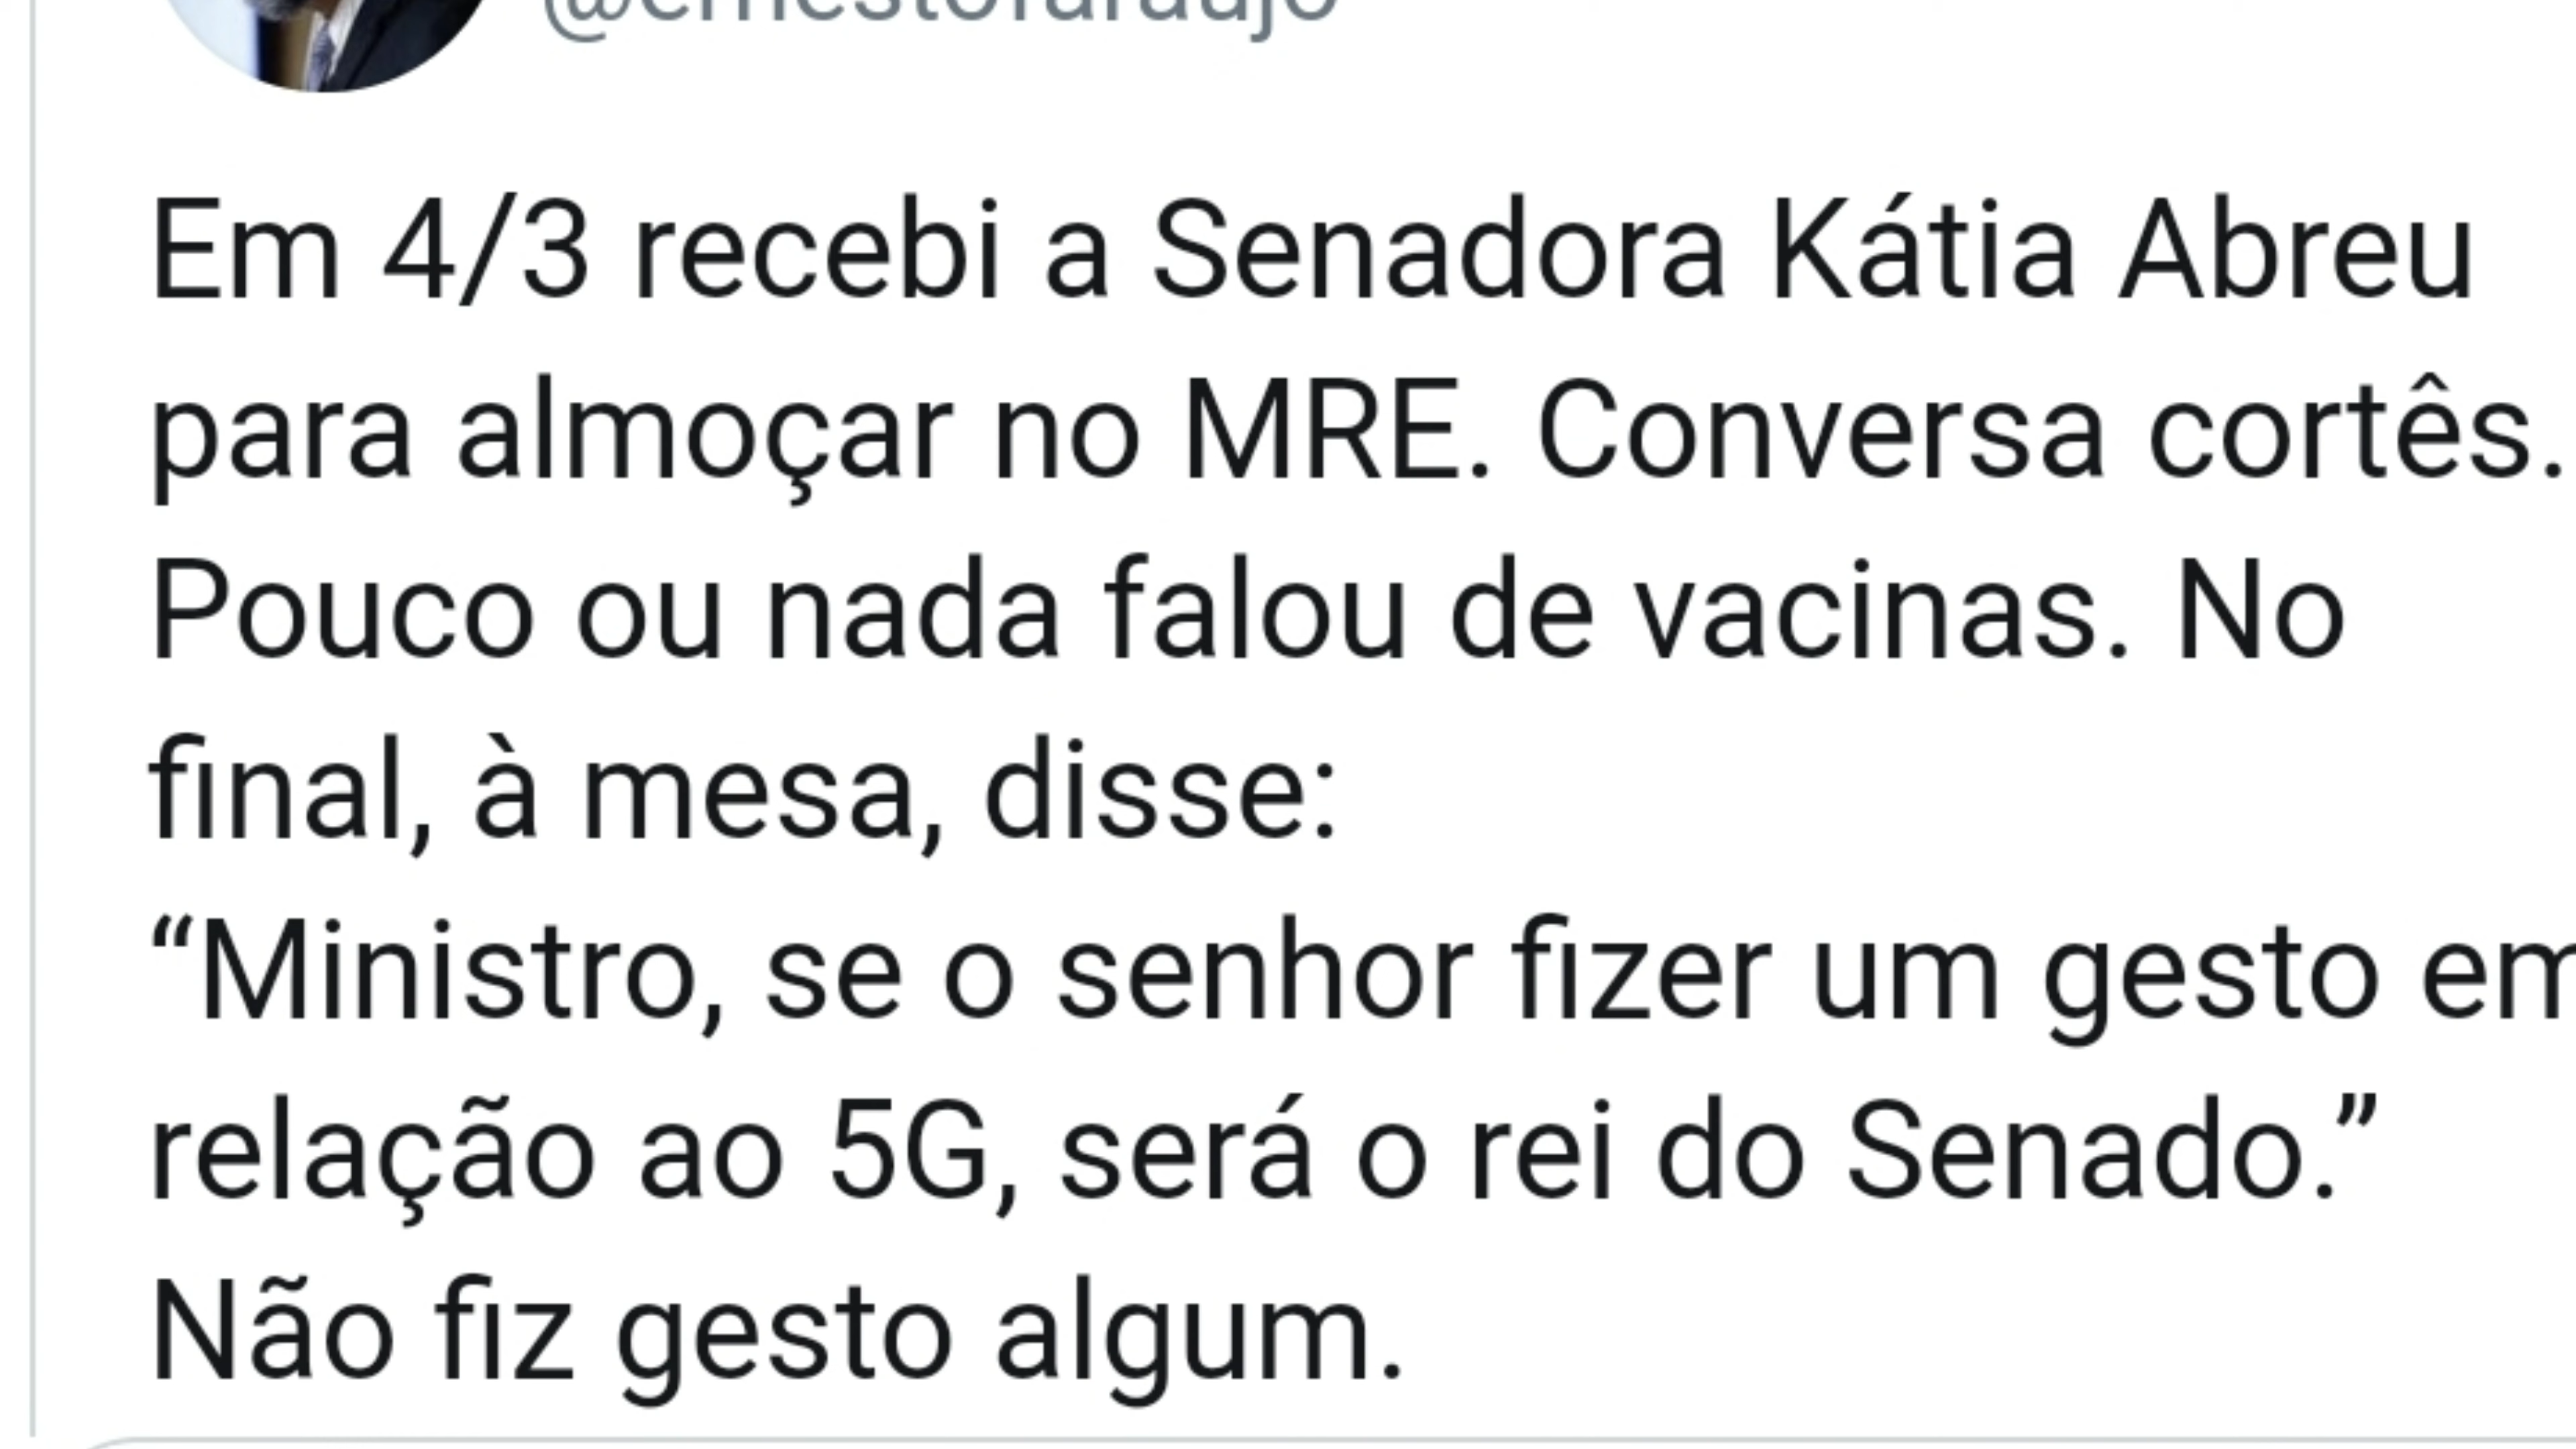 @ernestofaraujo
Em 4/3 recebi a Senadora Kátia Abreu
para almoçar no MRE. Conversa cortês.
Pouco ou nada falou de vacinas. No
final, à mesa, disse:
“Ministro, se o senhor fizer um gesto em
relação ao 5G, será o rei do Senado.”
Não fiz gesto algum.